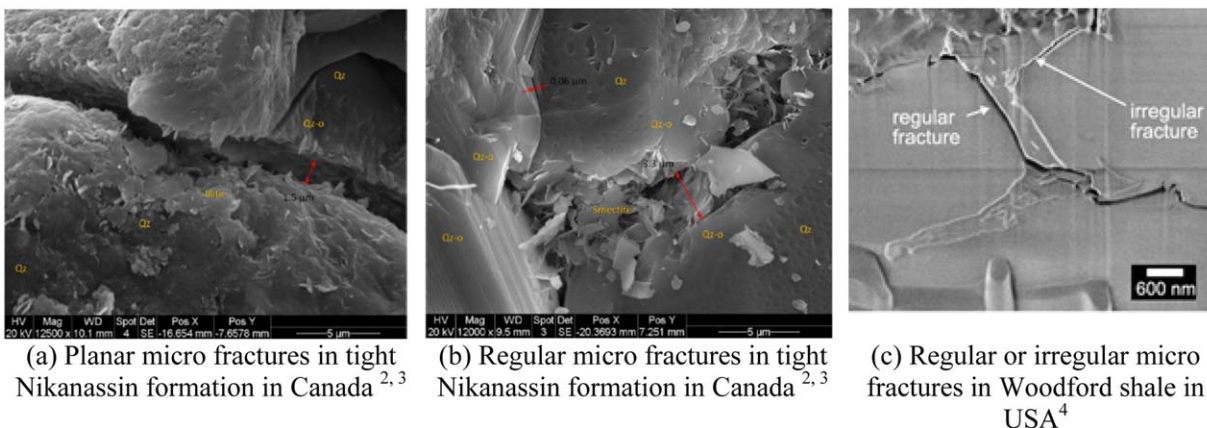 Qz
Qz-o
1.5 µm
Qz
Qz
HV Mag WD Spot Det Pos X Pos Y
20 kV 12500 x 10.1 mm 4 SE -16.654 mm -7.6578 mm 5 µm
0.06 µm
Qz
Qz-o
Qz-o
3.3 µm
Smectite
Qz-o
Qz-o
Qz
HV Mag WD Spot Det Pos X Pos Y
20 kV 12000 x 9.5 mm 3 SE -20.3693 mm 7.251 mm 5 µm
regular
fracture
irregular
fracture
600 nm
(a) Planar micro fractures in tight
Nikanassin formation in Canada 2, 3
(b) Regular micro fractures in tight
Nikanassin formation in Canada 2, 3
(c) Regular or irregular micro
fractures in Woodford shale in
USA4